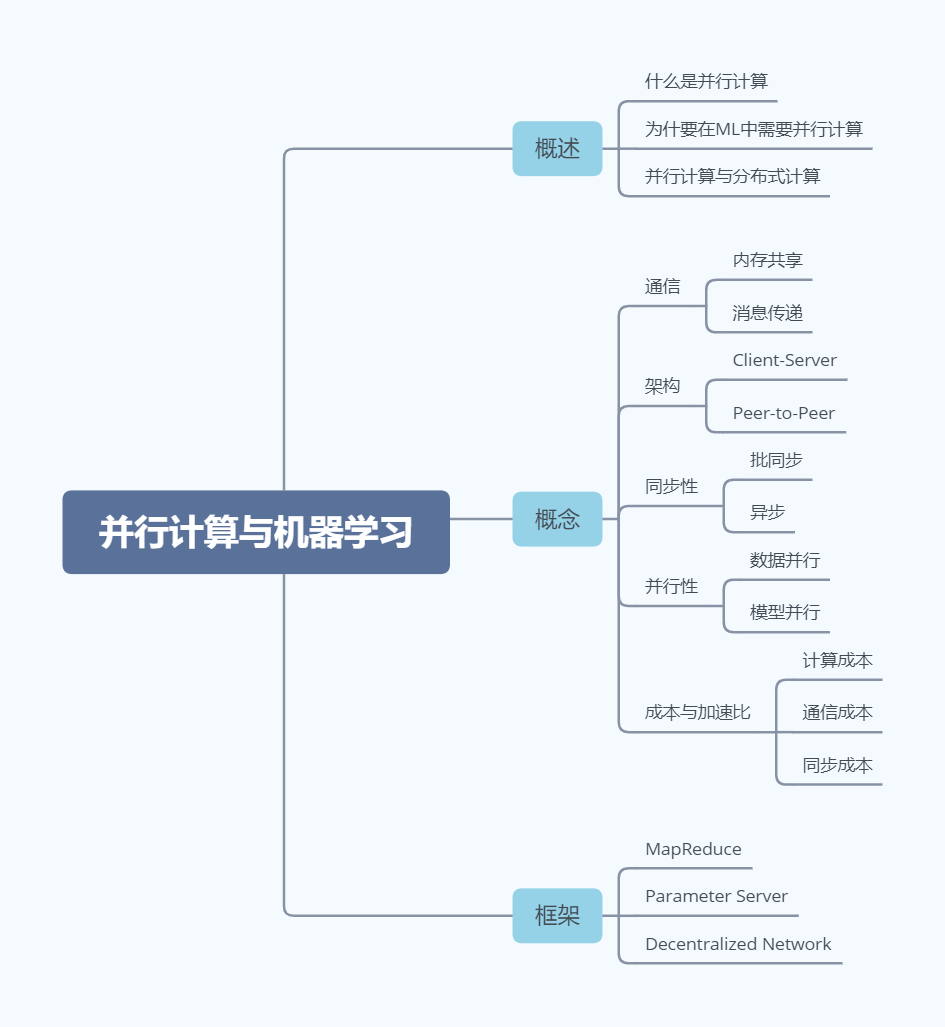 什么是并行计算
概述
为什要在ML中需要并行计算
并行计算与分布式计算
内存共享
通信
消息传递
Client-Server
架构
Peer-to-Peer
批同步
同步性
异步
并行计算与机器学习
概念
数据并行
并行性
模型并行
计算成本
成本与加速比
通信成本
同步成本
MapReduce
框架
Parameter Server
Decentralized Network